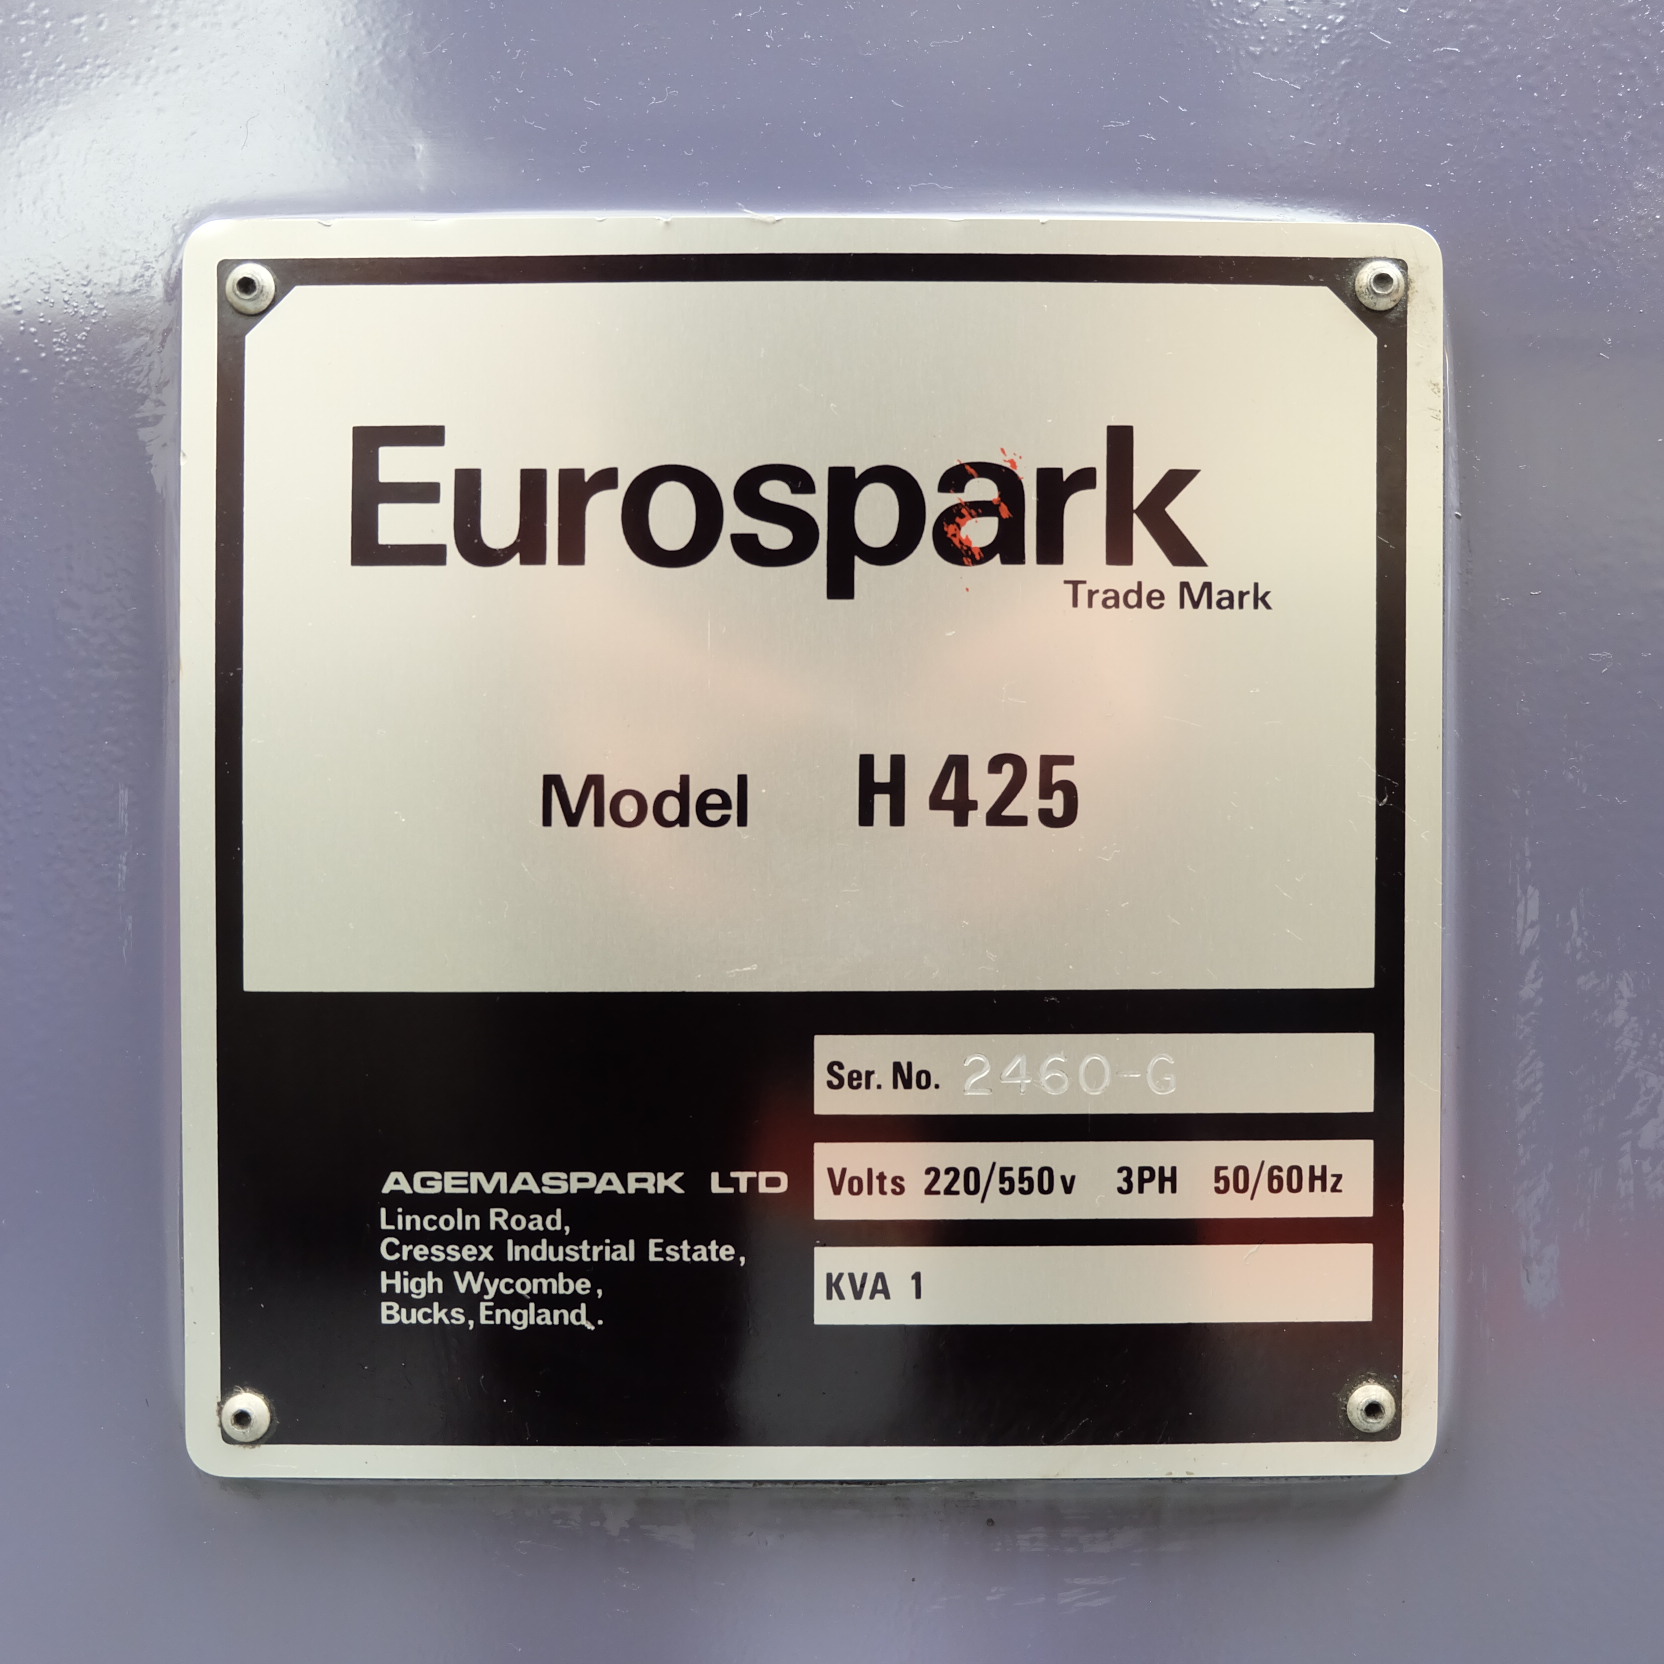 Eurospark
Trade Mark
Model H 425
Ser. No. 2460-G
Volts 220/550v 3PH 50/60Hz
KVA 1
AGEMASPARK LTD
Lincoln Road,
Cressex Industrial Estate,
High Wycombe,
Bucks, England.